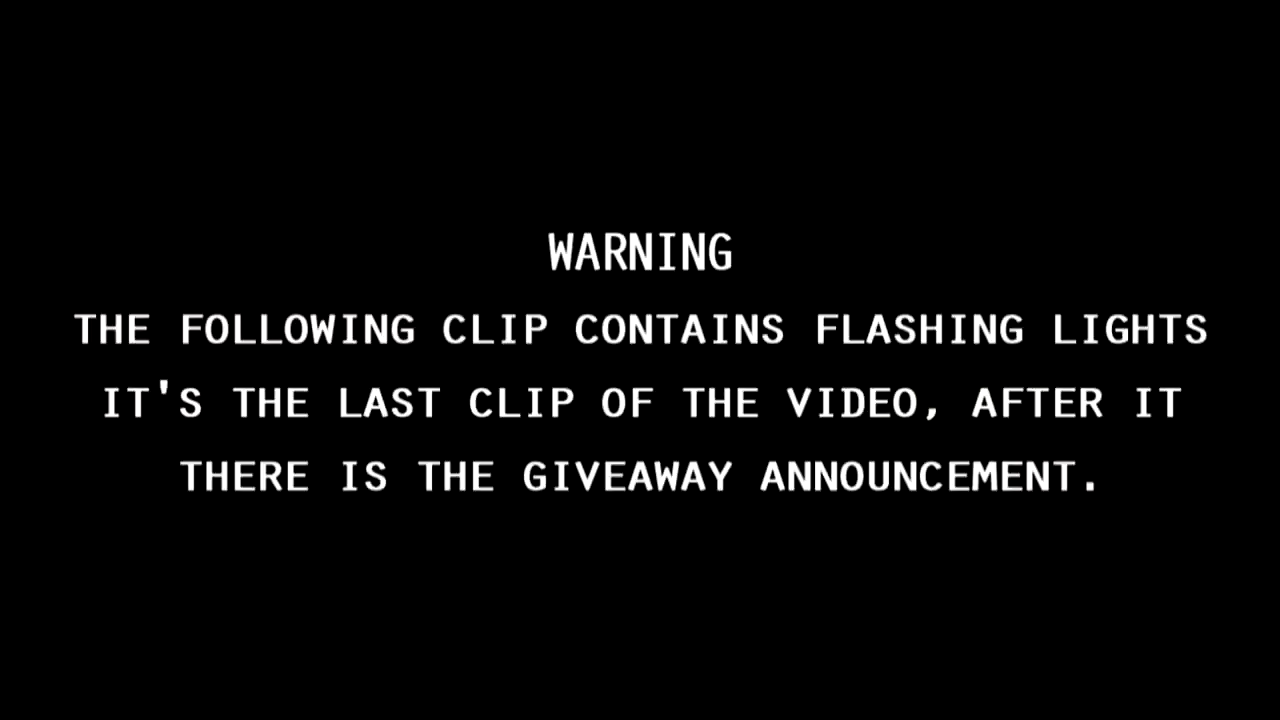 WARNING
THE FOLLOWING CLIP CONTAINS FLASHING LIGHTS
IT'S THE LAST CLIP OF THE VIDEO, AFTER IT
THERE IS THE GIVEAWAY ANNOUNCEMENT.